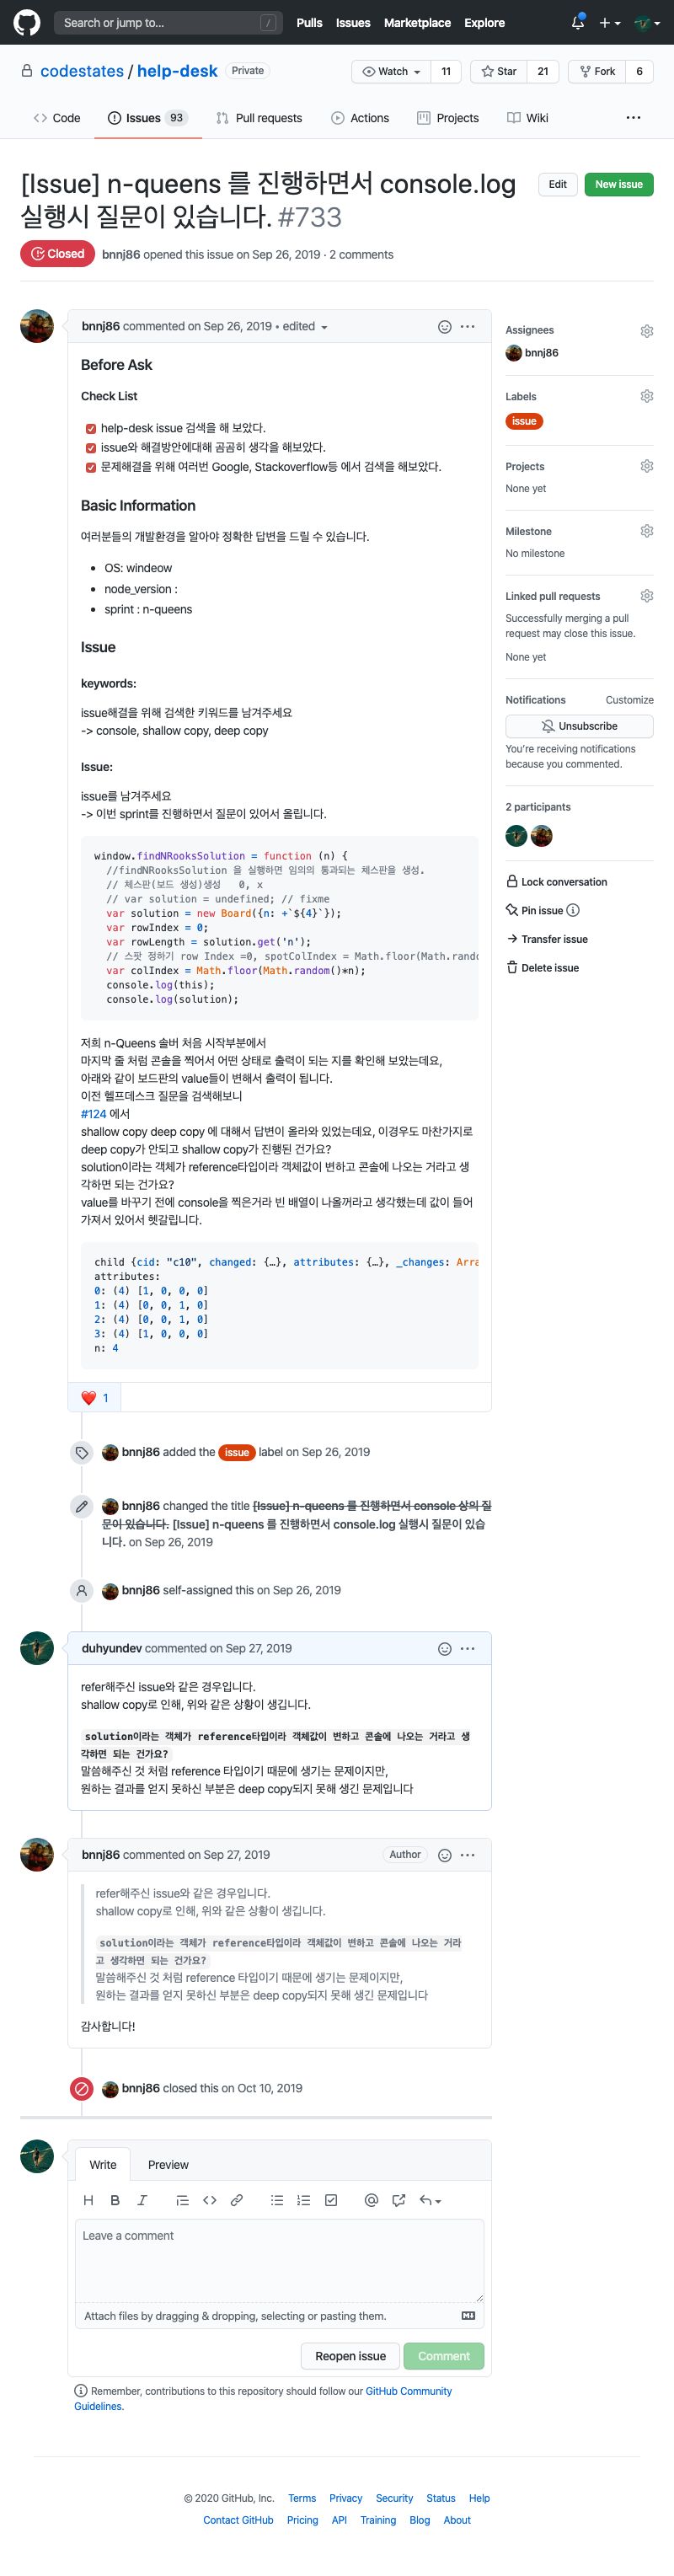 Search or jump to... /
Pulls Issues Marketplace Explore
codestates / help-desk Private
Watch 11 Star 21 Fork 6
Code Issues 93 Pull requests Actions Projects Wiki ...
[Issue] n-queens 를 진행하면서 console.log
실행시 질문이 있습니다. #733
Edit New issue
Closed bnnj86 opened this issue on Sep 26, 2019 · 2 comments
bnnj86 commented on Sep 26, 2019 • edited
Before Ask
Check List
help-desk issue 검색을 해 보았다.
issue와 해결방안에대해 곰곰히 생각을 해보았다.
문제해결을 위해 여러번 Google, Stackoverflow등 에서 검색을 해보았다.
Basic Information
여러분들의 개발환경을 알아야 정확한 답변을 드릴 수 있습니다.
• OS: windeow
• node_version :
• sprint : n-queens
Issue
keywords:
issue해결을 위해 검색한 키워드를 남겨주세요
-> console, shallow copy, deep copy
Issue:
issue를 남겨주세요
-> 이번 sprint를 진행하면서 질문이 있어서 올립니다.
window.findNRooksSolution = function (n) {
//findNRooksSolution 을 실행하면 임의의 통과되는 체스판을 생성.
// 체스판(보드 생성)생성 0, x
// var solution = undefined; // fixme
var solution = new Board({n: +`${4}`});
var rowIndex = 0;
var rowLength = solution.get('n');
// 스팟 정하기 row Index =0, spotColIndex = Math.floor(Math.rando
var colIndex = Math.floor(Math.random()*n);
console.log(this);
console.log(solution);
저희 n-Queens 솔버 처음 시작부분에서
마지막 줄 처럼 콘솔을 찍어서 어떤 상태로 출력이 되는 지를 확인해 보았는데요,
아래와 같이 보드판의 value들이 변해서 출력이 됩니다.
이전 헬프데스크 질문을 검색해보니
#124 에서
shallow copy deep copy 에 대해서 답변이 올라와 있었는데요, 이경우도 마찬가지로
deep copy가 안되고 shallow copy가 진행된 건가요?
solution이라는 객체가 reference타입이라 객체값이 변하고 콘솔에 나오는 거라고 생
각하면 되는 건가요?
value를 바꾸기 전에 console을 찍은거라 빈 배열이 나올꺼라고 생각했는데 값이 들어
가져서 있어서 헷갈립니다.
child {cid: "c10", changed: {…}, attributes: {…}, _changes: Arra
attributes:
0: (4) [1, 0, 0, 0]
1: (4) [0, 0, 1, 0]
2: (4) [0, 0, 1, 0]
3: (4) [1, 0, 0, 0]
n: 4
1
bnnj86 added the issue label on Sep 26, 2019
bnnj86 changed the title [Issue] n-queens 를 진행하면서 console 상의 질
문이 있습니다. [Issue] n-queens 를 진행하면서 console.log 실행시 질문이 있습
니다. on Sep 26, 2019
bnnj86 self-assigned this on Sep 26, 2019
duhyundev commented on Sep 27, 2019
refer해주신 issue와 같은 경우입니다.
shallow copy로 인해, 위와 같은 상황이 생깁니다.
solution이라는 객체가 reference타입이라 객체값이 변하고 콘솔에 나오는 거라고 생
각하면 되는 건가요?
말씀해주신 것 처럼 reference 타입이기 때문에 생기는 문제이지만,
원하는 결과를 얻지 못하신 부분은 deep copy되지 못해 생긴 문제입니다
bnnj86 commented on Sep 27, 2019 Author
refer해주신 issue와 같은 경우입니다.
shallow copy로 인해, 위와 같은 상황이 생깁니다.
solution이라는 객체가 reference타입이라 객체값이 변하고 콘솔에 나오는 거라
고 생각하면 되는 건가요?
말씀해주신 것 처럼 reference 타입이기 때문에 생기는 문제이지만,
원하는 결과를 얻지 못하신 부분은 deep copy되지 못해 생긴 문제입니다
감사합니다!
bnnj86 closed this on Oct 10, 2019
Write Preview
H B I
Leave a comment
Attach files by dragging & dropping, selecting or pasting them.
Reopen issue Comment
Remember, contributions to this repository should follow our GitHub Community
Guidelines.
Assignees
bnnj86
Labels
issue
Projects
None yet
Milestone
No milestone
Linked pull requests
Successfully merging a pull
request may close this issue.
None yet
Notifications Customize
Unsubscribe
You're receiving notifications
because you commented.
2 participants
Lock conversation
Pin issue
Transfer issue
Delete issue
© 2020 GitHub, Inc. Terms Privacy Security Status Help
Contact GitHub Pricing API Training Blog About